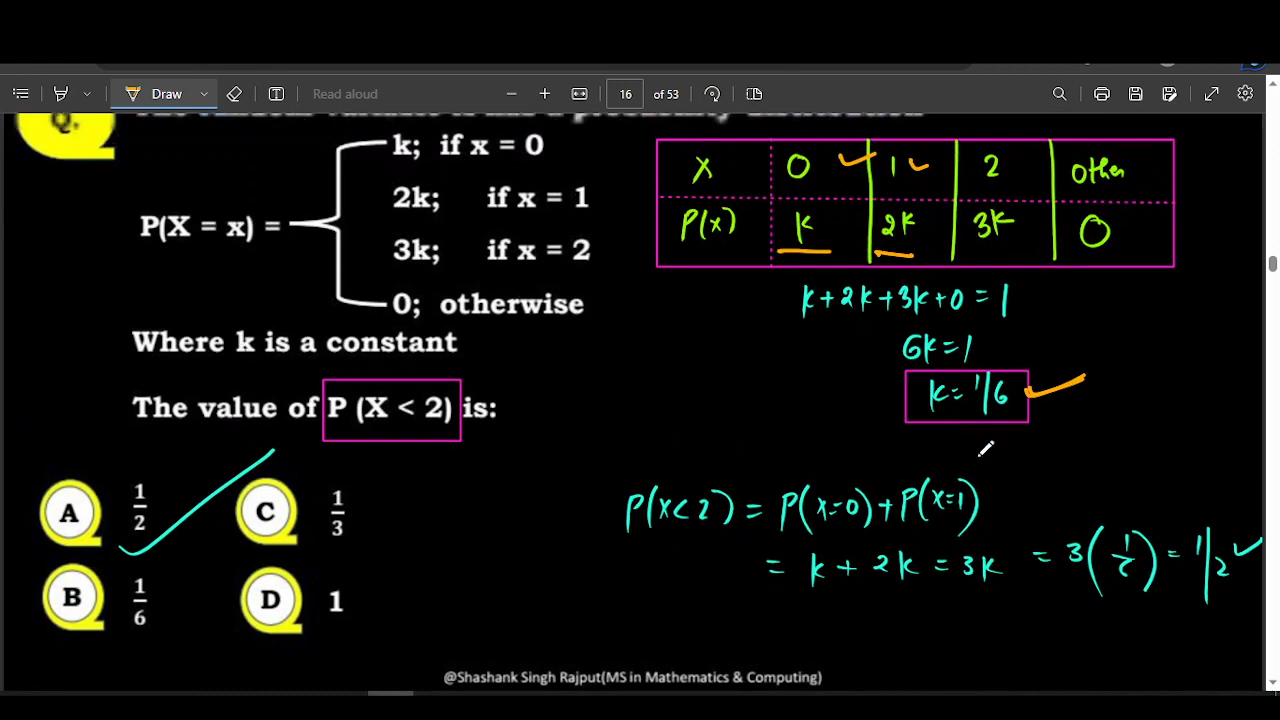 Read aloud
16 of 53
Draw
Q.
k; if x = 0
2k; if x = 1
P(X = x) =
3k; if x = 2
0; otherwise
Where k is a constant
The value of P (X < 2) is:
A 1/2
C 1/3
B 1/6
D 1
x 0 1 2 other
P(x) k 2k 3k 0
k+2k+3k+0 = 1
6k=1
k= 1/6
P(x<2) = P(x=0)+P(x=1)
= k + 2k = 3k = 3(1/6) = 1/2
@Shashank Singh Rajput(MS in Mathematics & Computing)